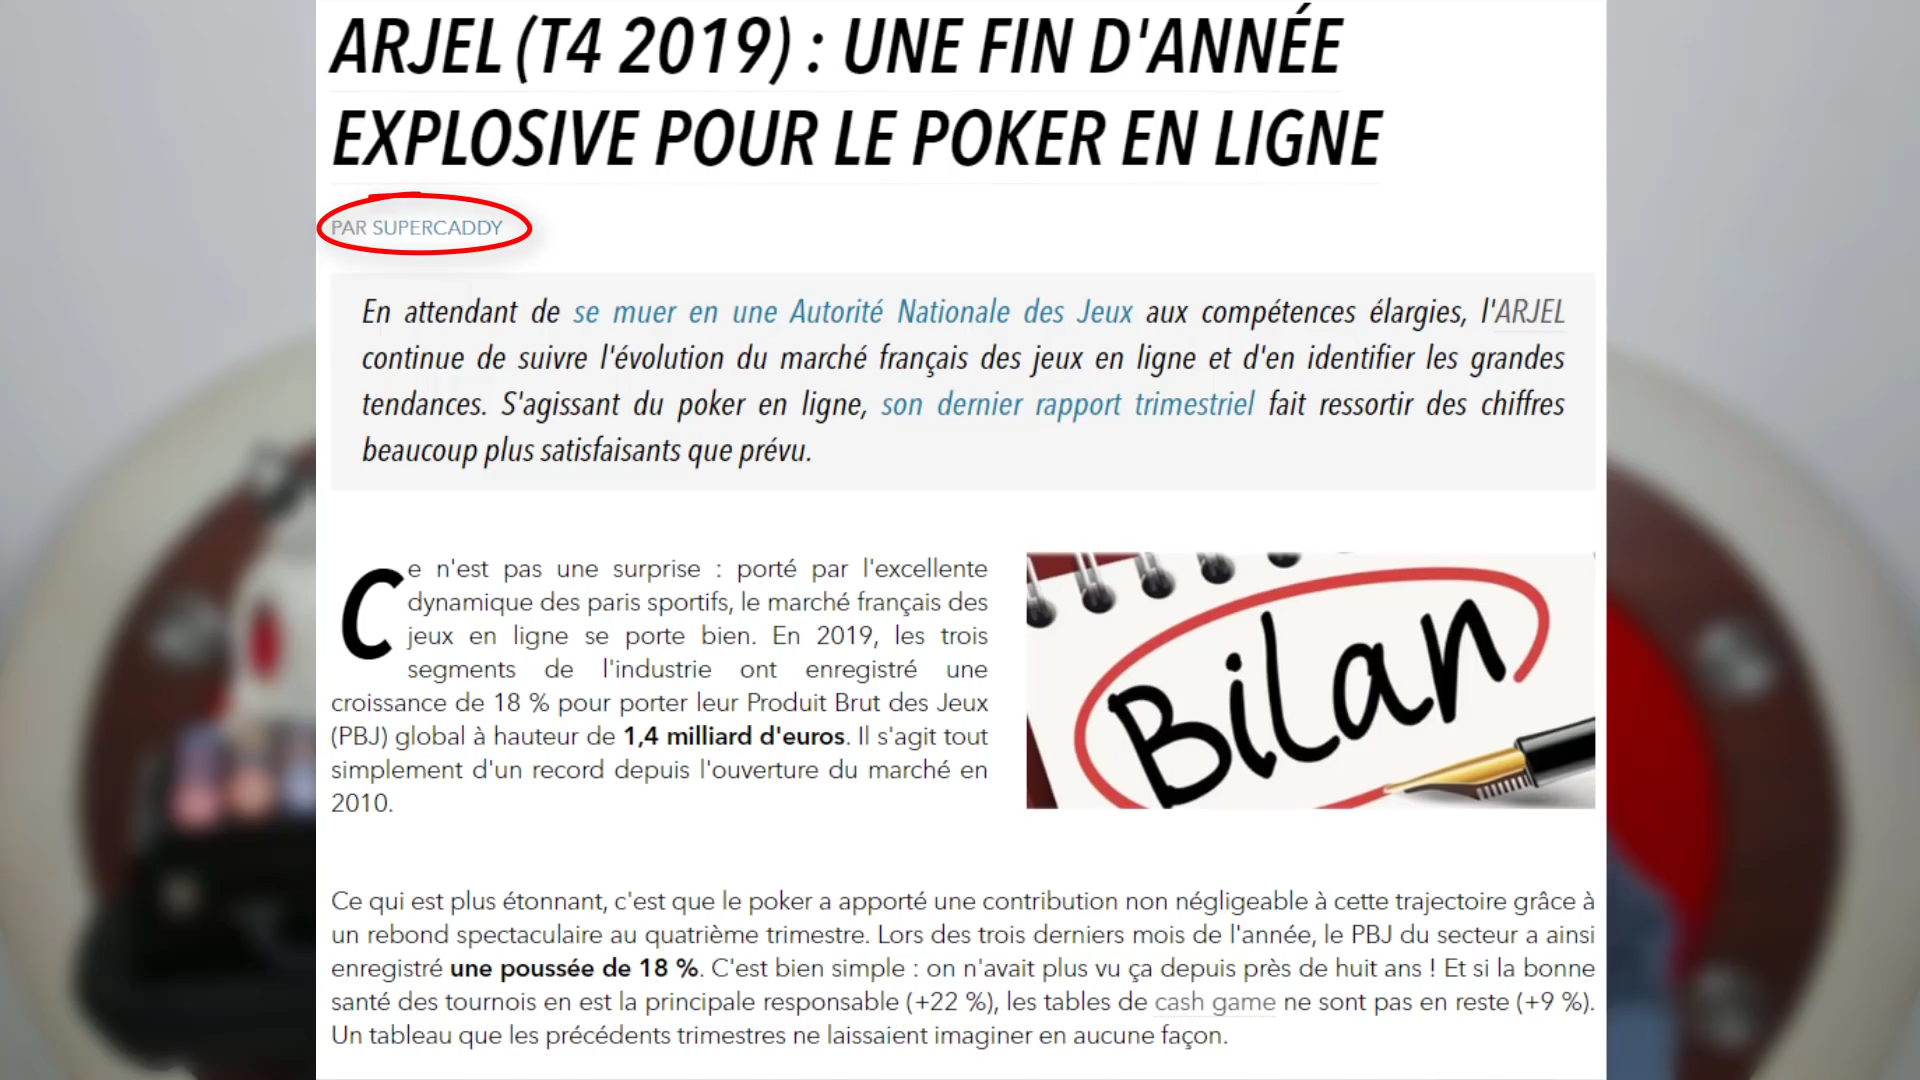 ARJEL (T4 2019) : UNE FIN D'ANNÉE
EXPLOSIVE POUR LE POKER EN LIGNE
PAR SUPERCADDY
En attendant de se muer en une Autorité Nationale des Jeux aux compétences élargies, l'ARJEL
continue de suivre l'évolution du marché français des jeux en ligne et d'en identifier les grandes
tendances. S'agissant du poker en ligne, son dernier rapport trimestriel fait ressortir des chiffres
beaucoup plus satisfaisants que prévu.
Ce n'est pas une surprise : porté par l'excellente
dynamique des paris sportifs, le marché français des
jeux en ligne se porte bien. En 2019, les trois
segments de l'industrie ont enregistré une
croissance de 18 % pour porter leur Produit Brut des Jeux
(PBJ) global à hauteur de 1,4 milliard d'euros. Il s'agit tout
simplement d'un record depuis l'ouverture du marché en
2010.
Bilan
Ce qui est plus étonnant, c'est que le poker a apporté une contribution non négligeable à cette trajectoire grâce à
un rebond spectaculaire au quatrième trimestre. Lors des trois derniers mois de l'année, le PBJ du secteur a ainsi
enregistré une poussée de 18 %. C'est bien simple : on n'avait plus vu ça depuis près de huit ans ! Et si la bonne
santé des tournois en est la principale responsable (+22 %), les tables de cash game ne sont pas en reste (+9 %).
Un tableau que les précédents trimestres ne laissaient imaginer en aucune façon.